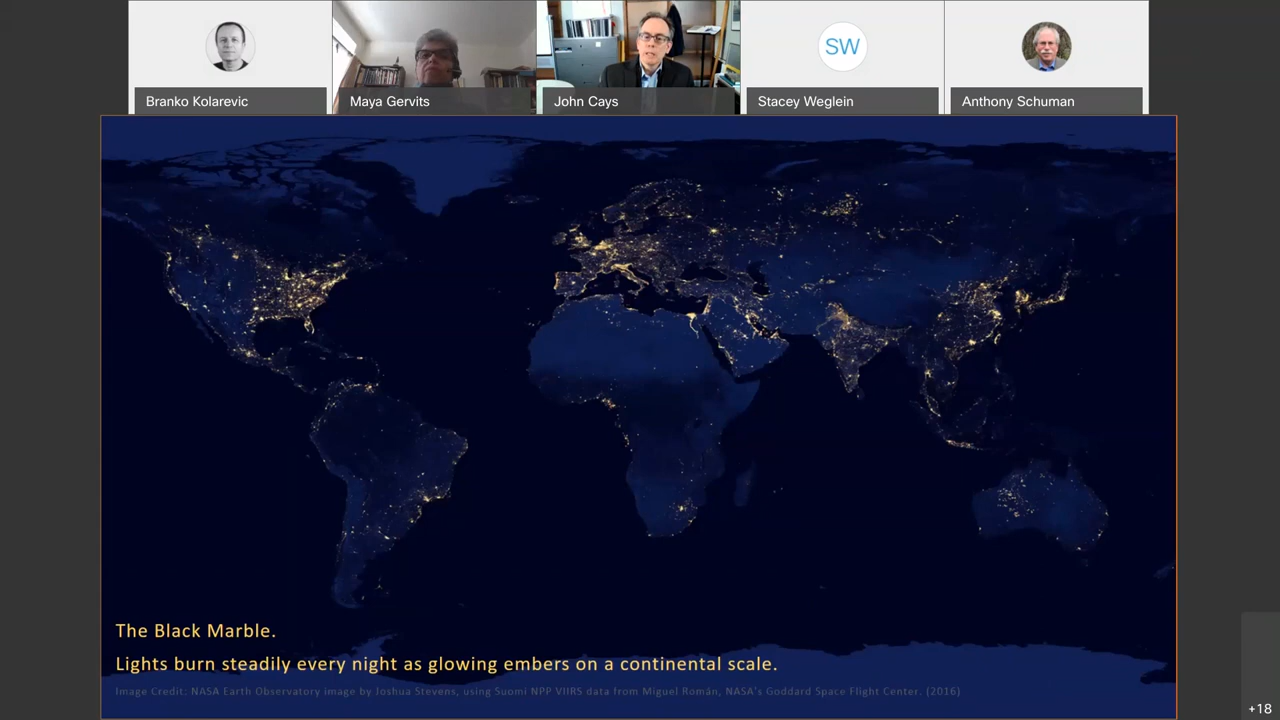 SW
Branko Kolarevic
Maya Gervits
John Cays
Stacey Weglein
Anthony Schuman
The Black Marble.
Lights burn steadily every night as glowing embers on a continental scale.
Image Credit: NASA Earth Observatory image by Joshua Stevens, using Suomi NPP VIIRS data from Miguel Román, NASA's Goddard Space Flight Center. (2016)
+18